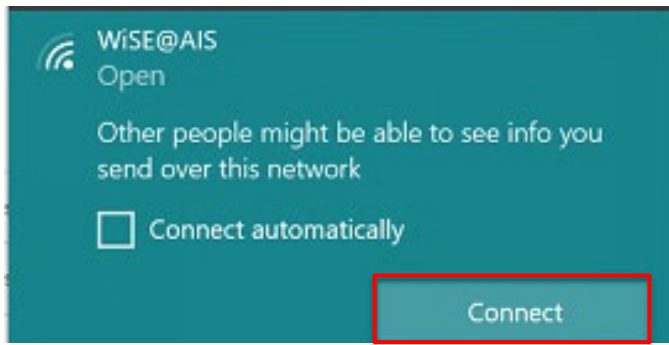 WiSE@AIS
Open
Other people might be able to see info you
send over this network
Connect automatically
Connect